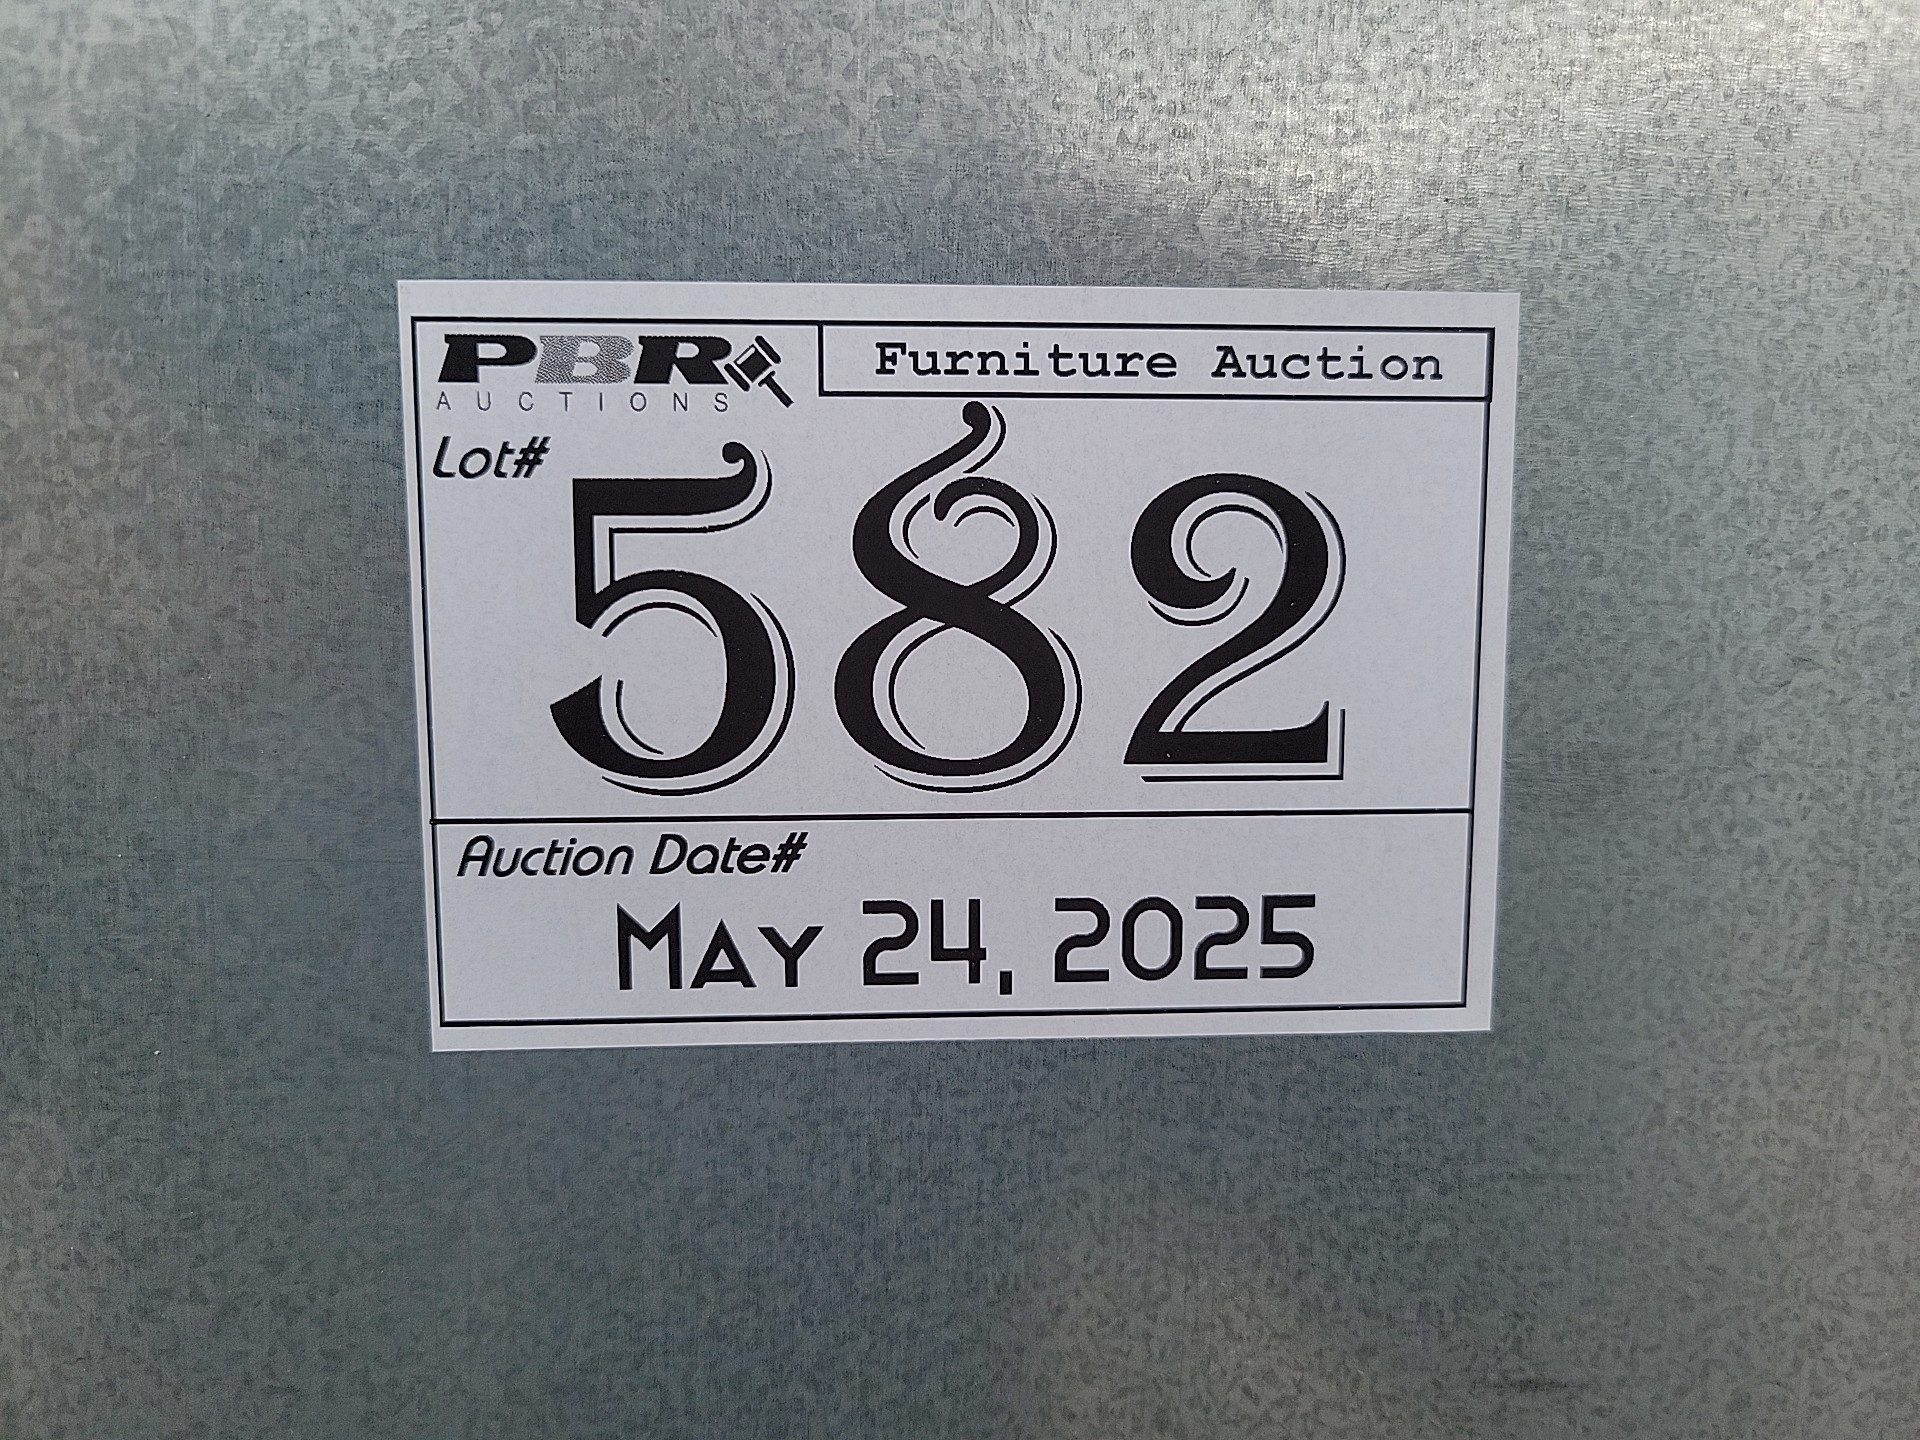 PBR
AUCTIONS
Furniture Auction
Lot#
582
Auction Date#
May 24, 2025